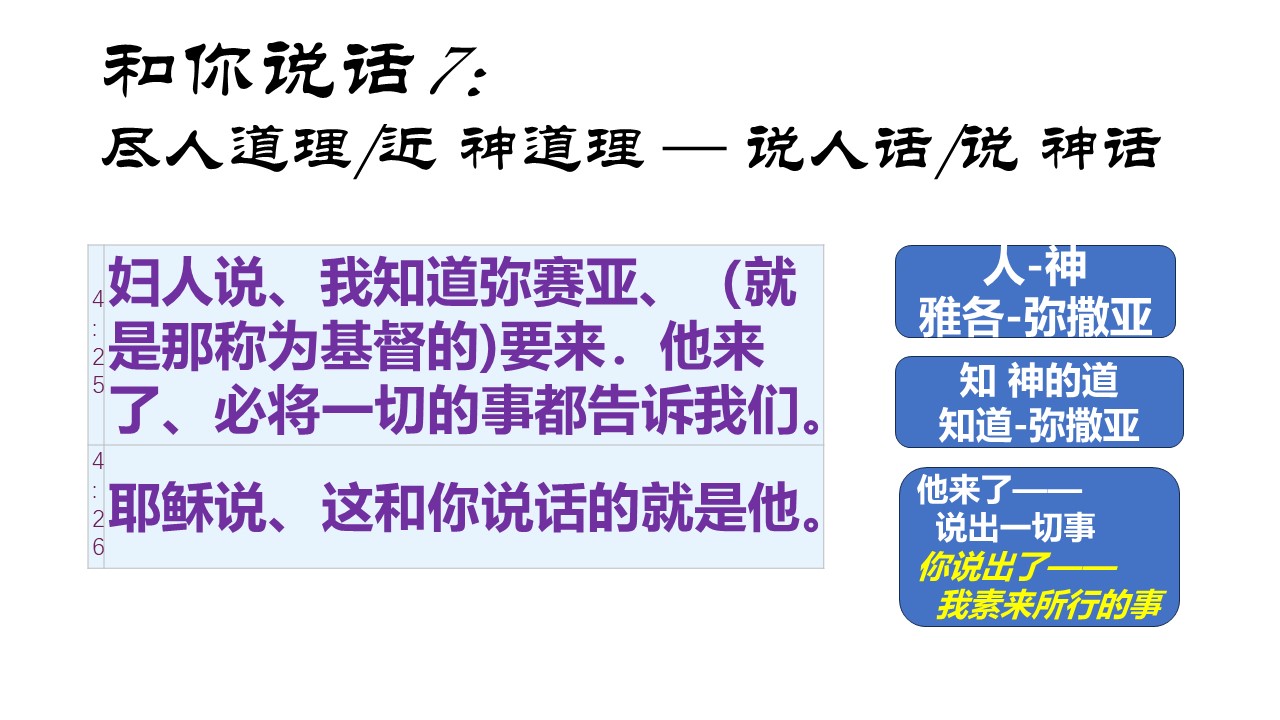 和你说话7：
尽人道理/近 神道理 — 说人话/说 神话
4:25
妇人说、我知道弥赛亚、（就
是那称为基督的)要来．他来
了、必将一切的事都告诉我们。
4:26
耶稣说、这和你说话的就是他。
人-神
雅各-弥撒亚
知 神的道
知道-弥撒亚
他来了——
说出一切事
你说出了——
我素来所行的事